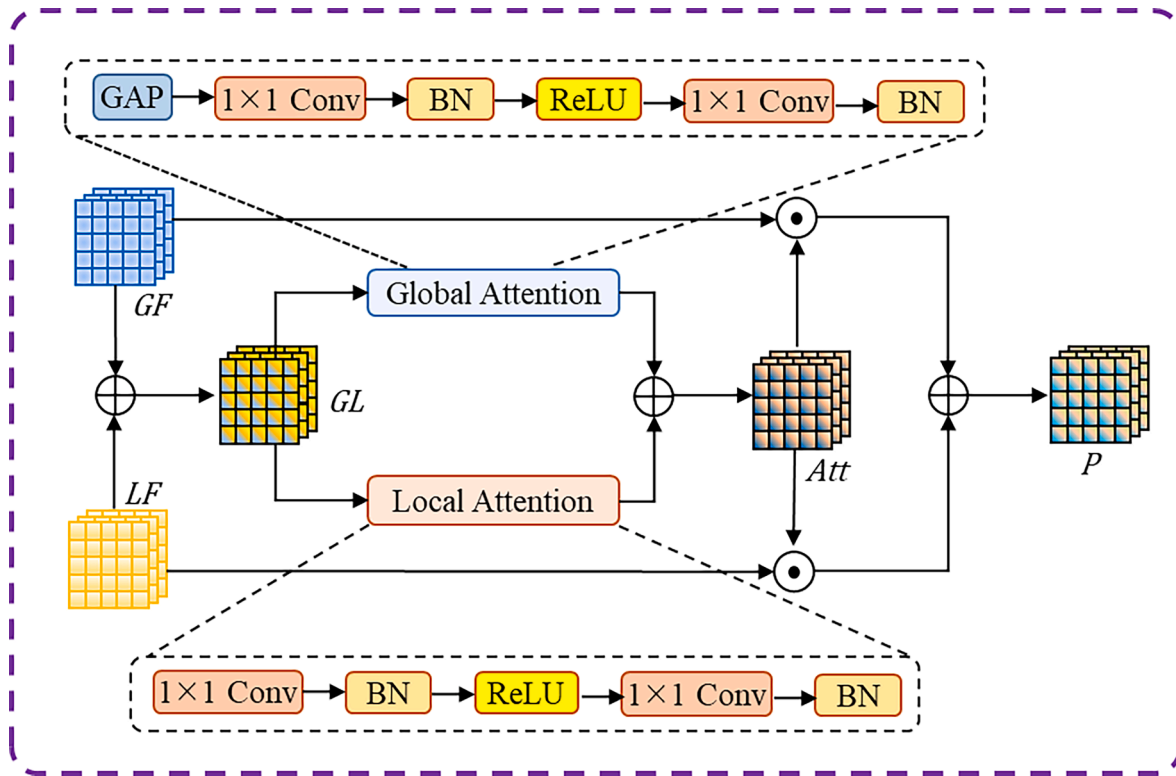 GAP 1×1 Conv BN ReLU 1×1 Conv BN
GF
Global Attention
GL
LF
Local Attention
Att
P
1×1 Conv BN ReLU 1×1 Conv BN